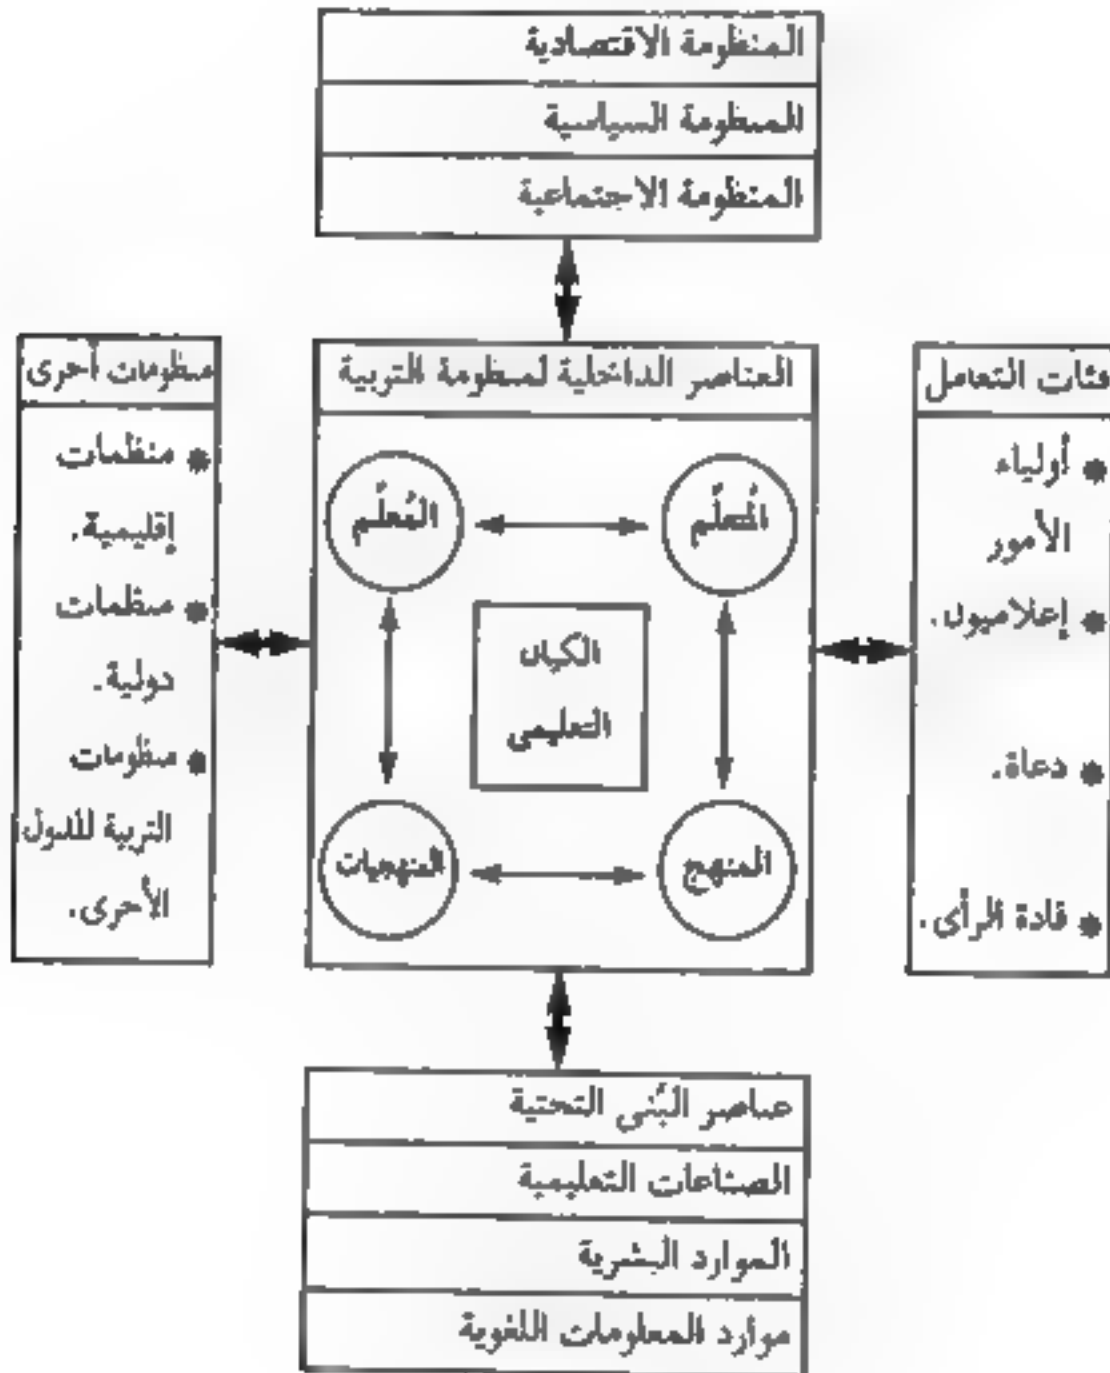 المنظومة الاقتصادية
المنظومة السياسية
المنظومة الاجتماعية
فئات التعامل
* أولياء
الأمور
* إعلاميون.
* دعاة.
* قادة الرأى.
العناصر الداخلية لمنظومة التربية
المُتعلِّم
المُعلِّم
الكيان
التعليمى
المنهج
المنهجيات
منظومات أخرى
* منظمات
إقليمية.
* منظمات
دولية.
* منظومات
التربية للدول
الأخرى.
عناصر البُنى التحتية
الصناعات التعليمية
الموارد البشرية
موارد المعلومات اللغوية